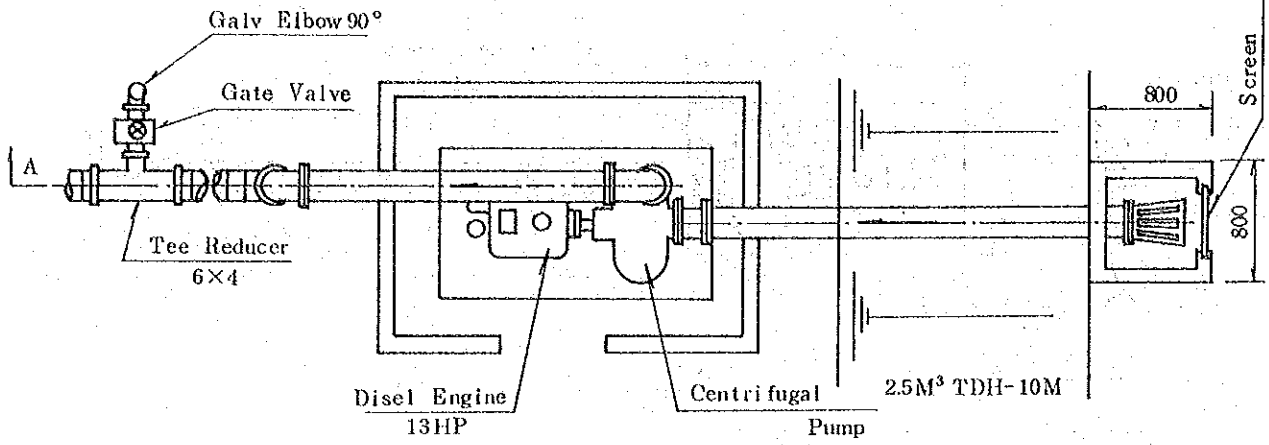 Galv Elbow 90°
Gate Valve
A
Tee Reducer
6×4
Disel Engine
13HP
Centrifugal
Pump
2.5M³ TDH-10M
800
800
Screen